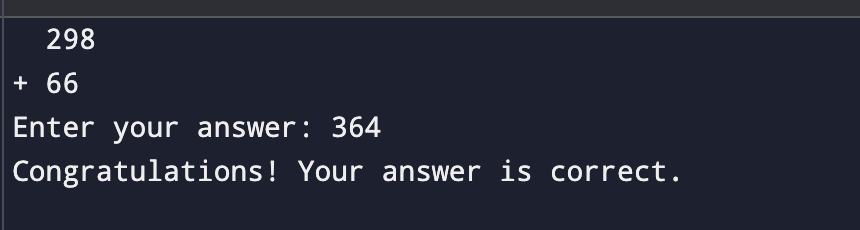 298
+ 66
Enter your answer: 364
Congratulations! Your answer is correct.